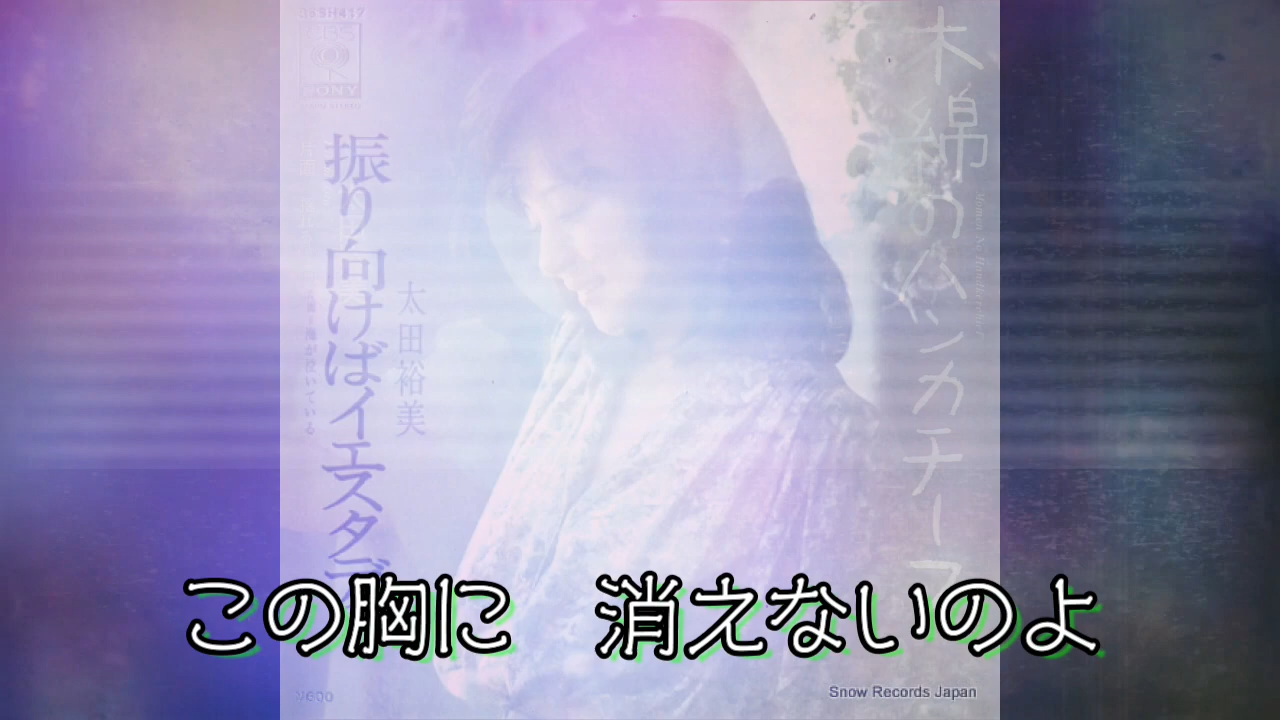 CBS
SONY
木綿のハンカチーフ
振り向けばイエスタデ
太田裕美
この胸に 消えないのよ
¥600
Snow Records Japan